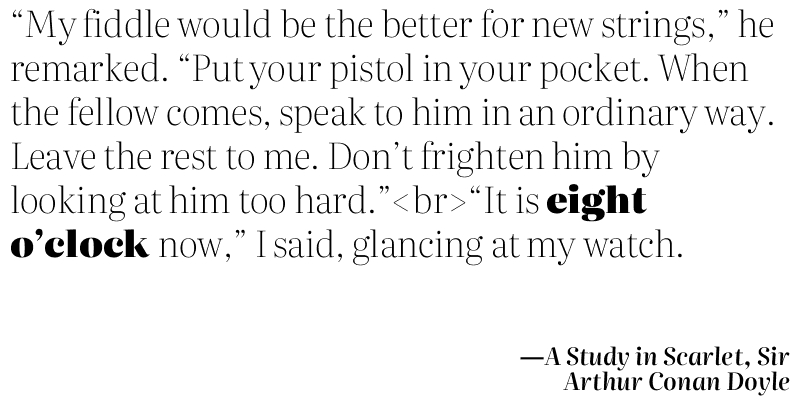 “My fiddle would be the better for new strings,” he
remarked. “Put your pistol in your pocket. When
the fellow comes, speak to him in an ordinary way.
Leave the rest to me. Don’t frighten him by
looking at him too hard.”<br>“It is eight
o’clock now,” I said, glancing at my watch.
—A Study in Scarlet, Sir
Arthur Conan Doyle